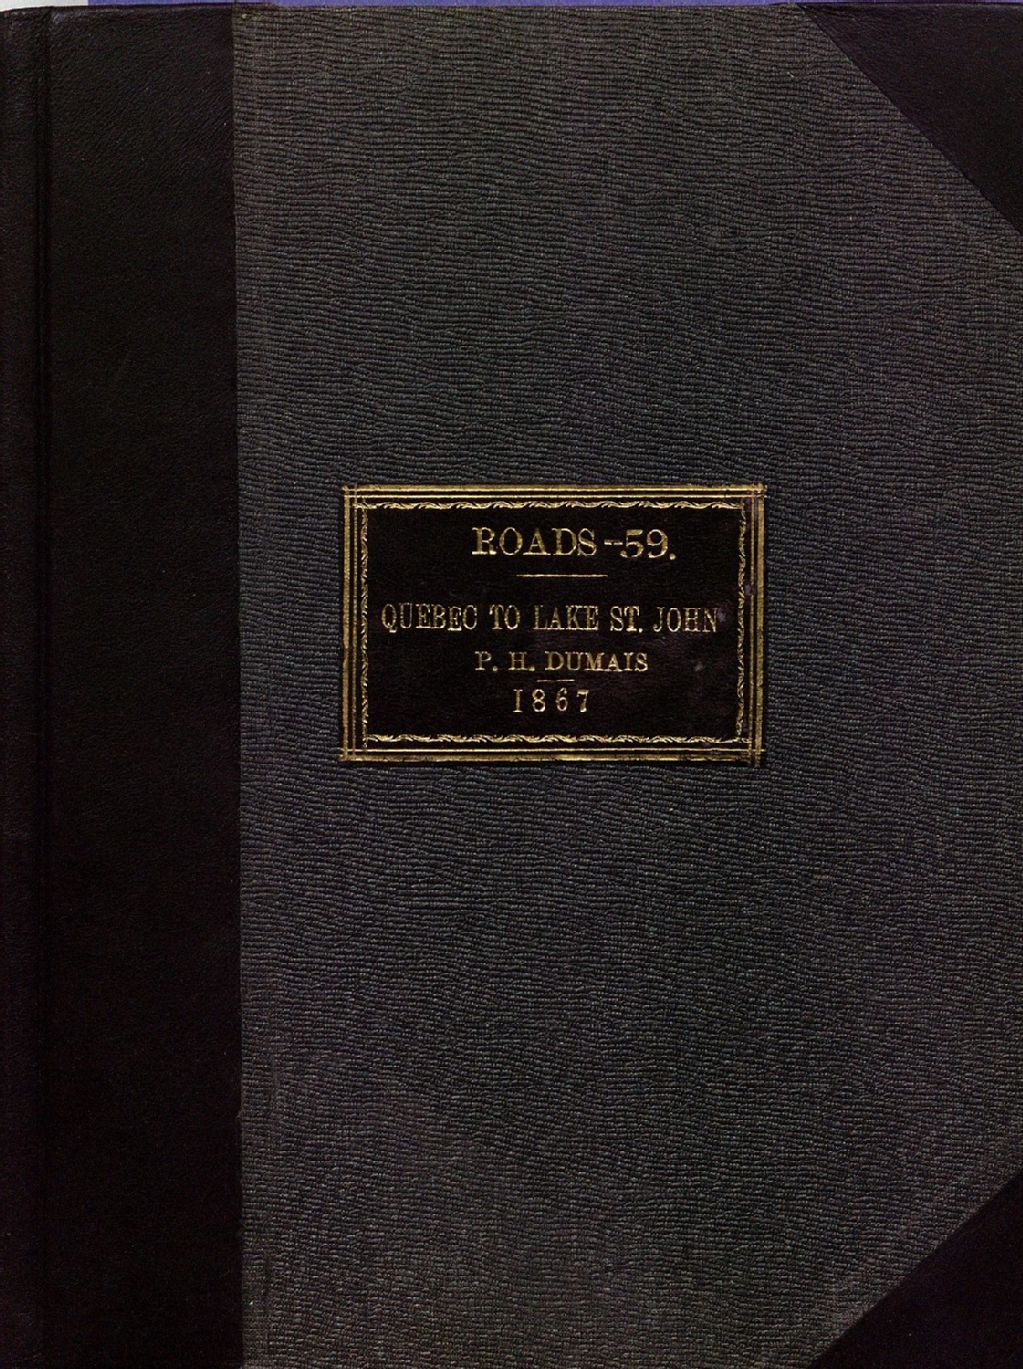 ROADS-59.
QUEBEC TO LAKE ST. JOHN
P. H. DUMAIS
1867